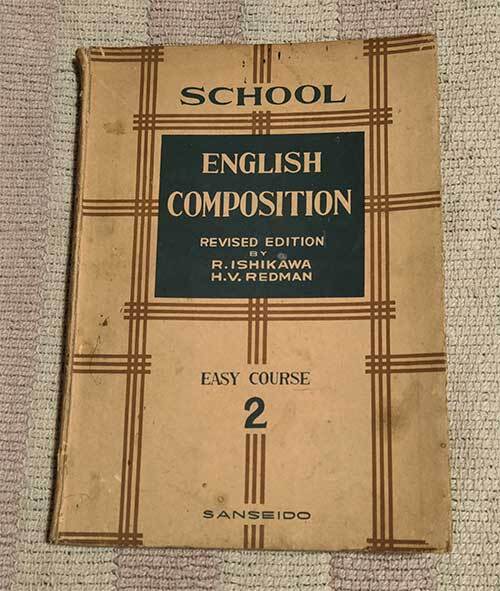 SCHOOL
ENGLISH
COMPOSITION
REVISED EDITION
BY
R. ISHIKAWA
H. V. REDMAN
EASY COURSE
2
SANSEIDO